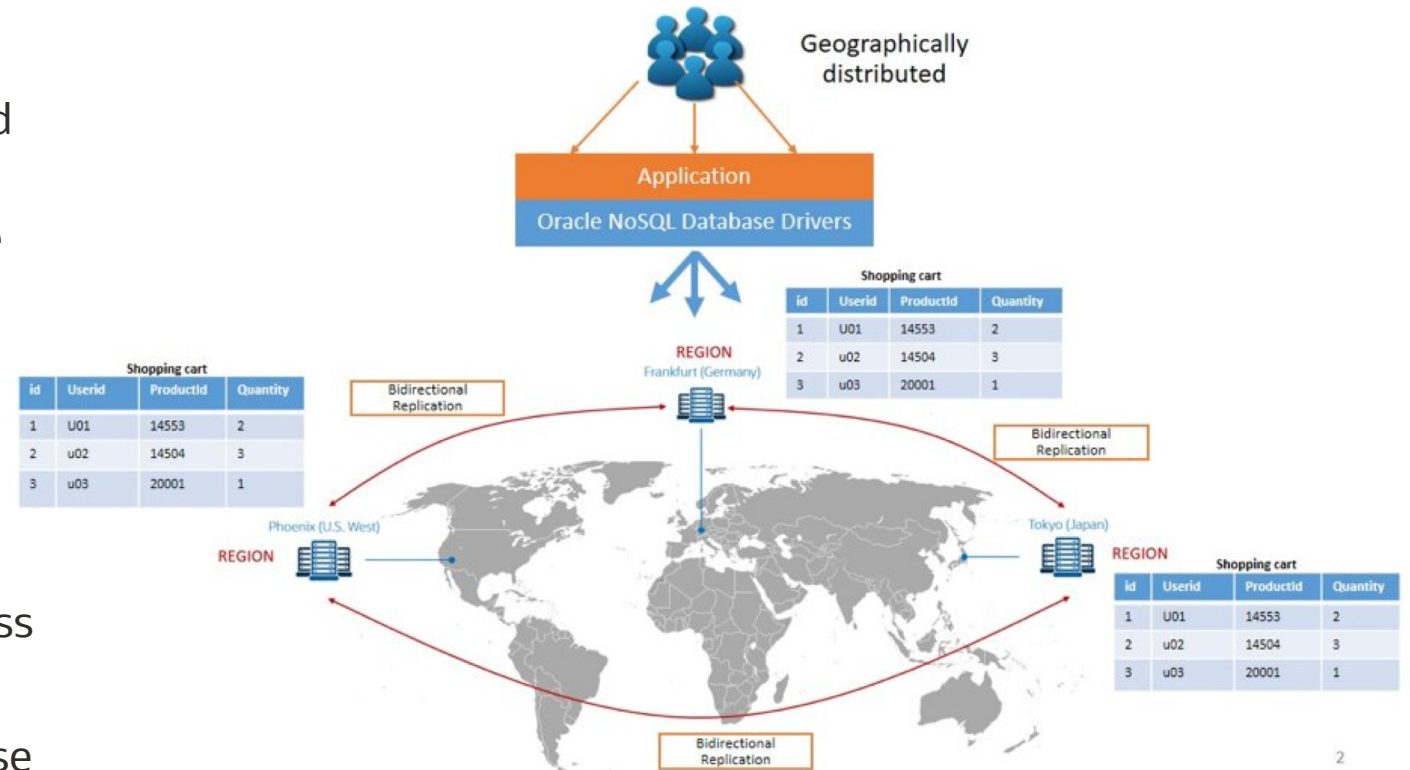 Geographically
distributed
Application
Oracle NoSQL Database Drivers
Shopping cart
id Userid ProductId Quantity
1 U01 14553 2
2 u02 14504 3
3 u03 20001 1
REGION
Frankfurt (Germany)
Shopping cart
id Userid ProductId Quantity
1 U01 14553 2
2 u02 14504 3
3 u03 20001 1
Bidirectional
Replication
Bidirectional
Replication
Phoenix (U.S. West)
REGION
Tokyo (Japan)
REGION
Shopping cart
id Userid ProductId Quantity
1 U01 14553 2
2 u02 14504 3
3 u03 20001 1
Bidirectional
Replication
2